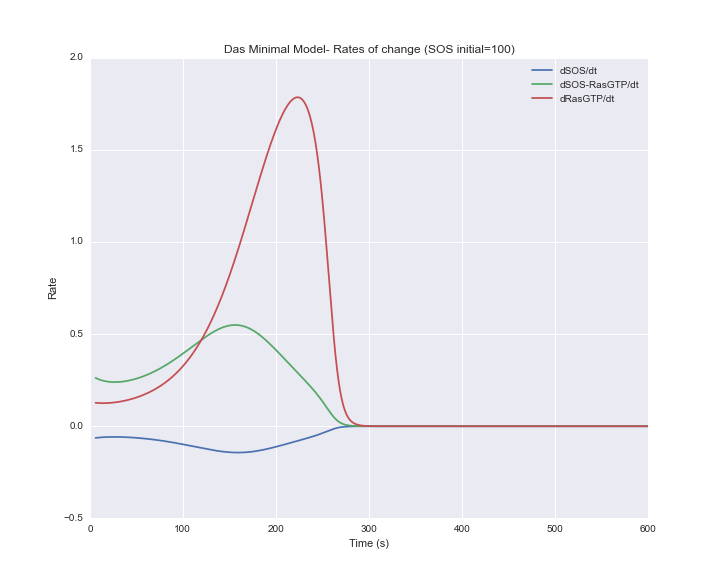 Das Minimal Model- Rates of change (SOS initial=100)
dSOS/dt
dSOS-RasGTP/dt
dRasGTP/dt
2.0
1.5
1.0
0.5
0.0
−0.5
Rate
0 100 200 300 400 500 600
Time (s)